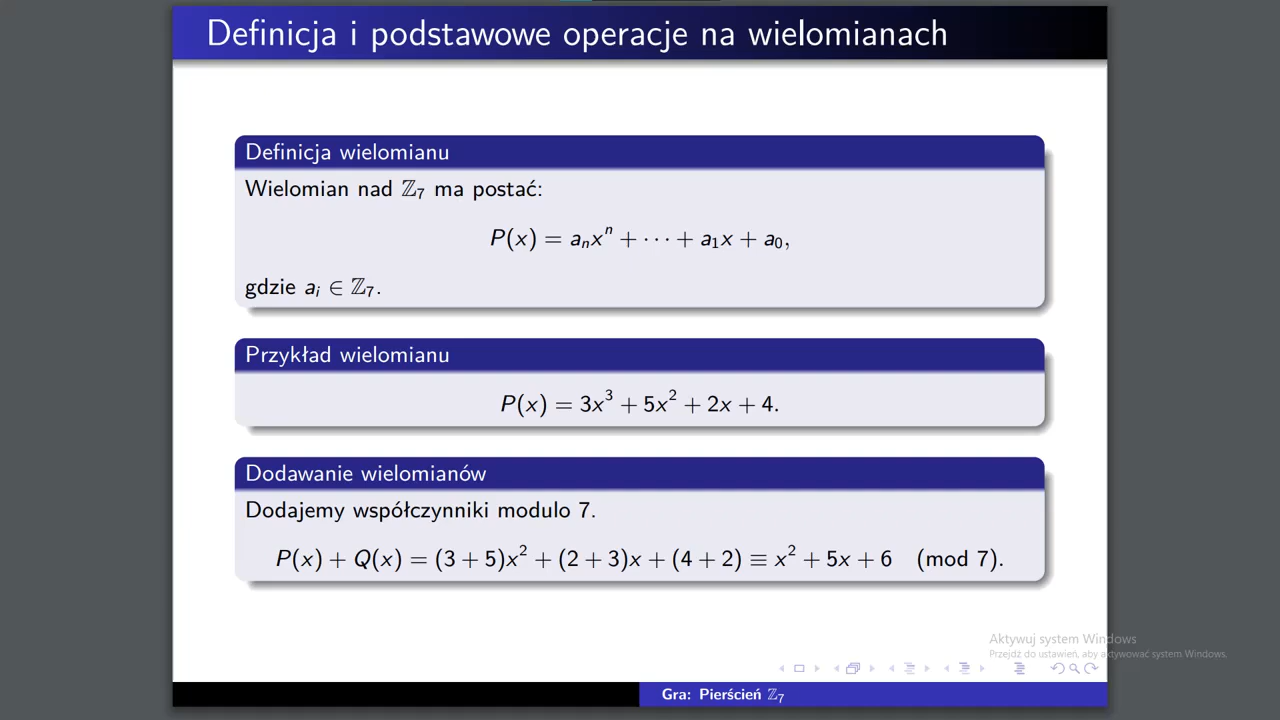 Definicja i podstawowe operacje na wielomianach
Definicja wielomianu
Wielomian nad ℤ₇ ma postać:
P(x) = aₙxⁿ + · · · + a₁x + a₀,
gdzie aᵢ ∈ ℤ₇.
Przykład wielomianu
P(x) = 3x³ + 5x² + 2x + 4.
Dodawanie wielomianów
Dodajemy współczynniki modulo 7.
P(x) + Q(x) = (3 + 5)x² + (2 + 3)x + (4 + 2) ≡ x² + 5x + 6 (mod 7).
Aktywuj system Windows
Przejdź do ustawień, aby aktywować system Windows.
Gra: Pierścień ℤ₇